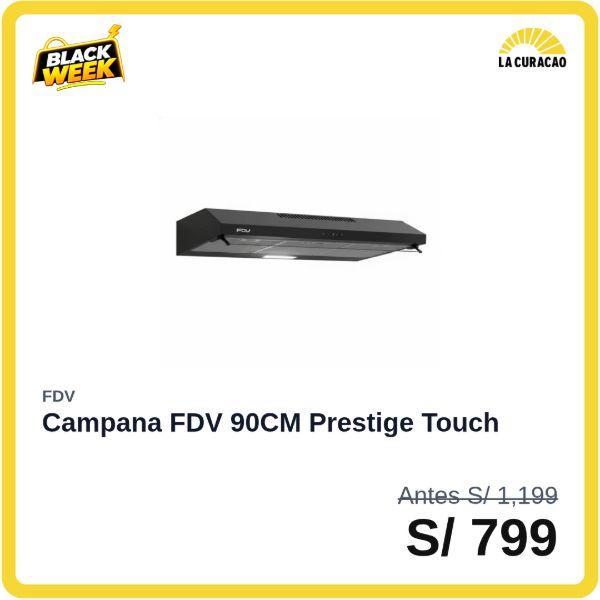 BLACK
WEEK
LA CURACAO
FDV
FDV
Campana FDV 90CM Prestige Touch
Antes S/ 1,199
S/ 799